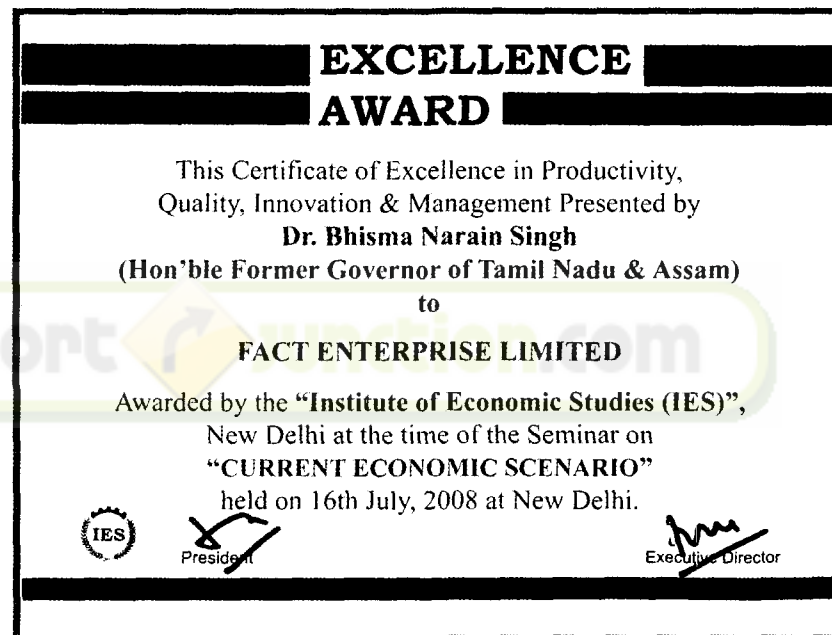 EXCELLENCE
AWARD
This Certificate of Excellence in Productivity,
Quality, Innovation & Management Presented by
Dr. Bhisma Narain Singh
(Hon'ble Former Governor of Tamil Nadu & Assam)
to
FACT ENTERPRISE LIMITED
Awarded by the "Institute of Economic Studies (IES)",
New Delhi at the time of the Seminar on
"CURRENT ECONOMIC SCENARIO"
held on 16th July, 2008 at New Delhi.
IES
President
Executive Director